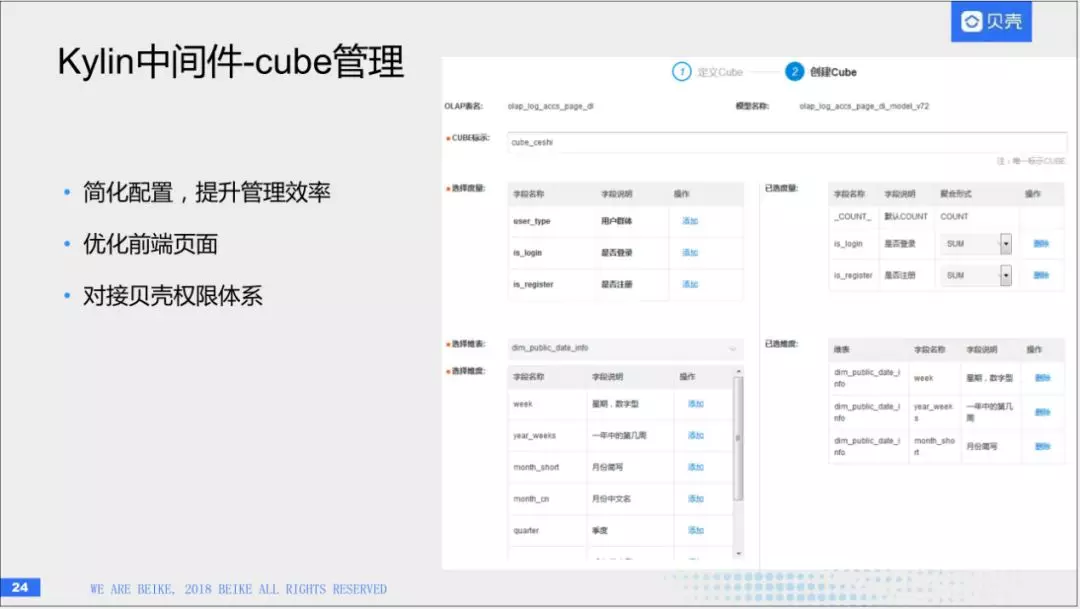 贝壳
Kylin中间件-cube管理
• 简化配置，提升管理效率
• 优化前端页面
• 对接贝壳权限体系
1 定义Cube 2 创建Cube
OLAP表名: olap_log_accs_page_di 模型名称: olap_log_accs_page_di_model_v72
★CUBE标示: cube_ceshi
注：唯一标示CUBE
★选择度量:
字段名称 字段说明 操作
user_type 用户群体 添加
is_login 是否登录 添加
is_register 是否注册 添加
已选度量:
字段名称 字段说明 聚合形式 操作
_COUNT_ 默认COUNT COUNT
is_login 是否登录 SUM 删除
is_register 是否注册 SUM 删除
★选择维表: dim_public_date_info
★选择维度:
字段名称 字段说明 操作
week 星期，数字型 添加
year_weeks 一年中的第几周 添加
month_short 月份简写 添加
month_cn 月份中文名 添加
quarter 季度 添加
已选维度:
维表 字段名称 字段说明 操作
dim_public_date_i week 星期，数字型 删除
nfo
dim_public_date_i year_week 一年中的第几 删除
nfo s 周
dim_public_date_i month_sho 月份简写 删除
nfo rt
24
WE ARE BEIKE, 2018 BEIKE ALL RIGHTS RESERVED